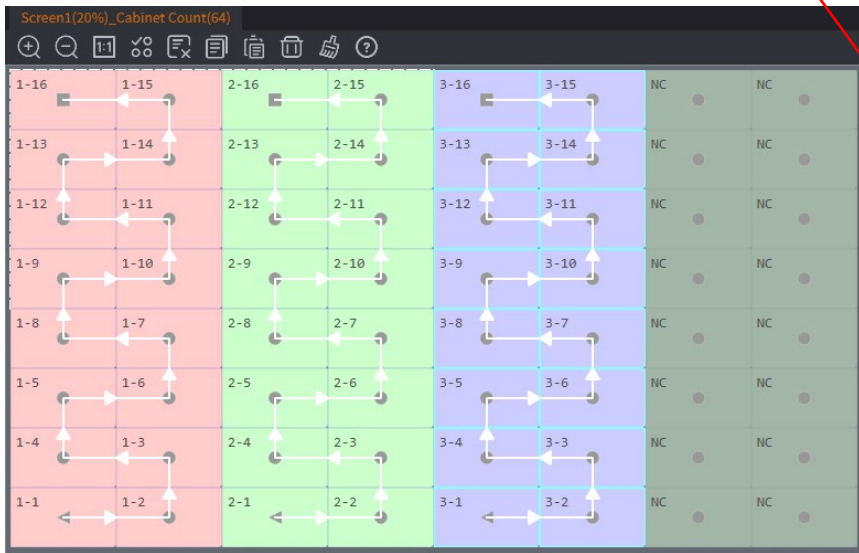 Screen1(20%)_Cabinet Count(64)
1:1
1-16 1-15 2-16 2-15 3-16 3-15 NC NC
1-13 1-14 2-13 2-14 3-13 3-14 NC NC
1-12 1-11 2-12 2-11 3-12 3-11 NC NC
1-9 1-10 2-9 2-10 3-9 3-10 NC NC
1-8 1-7 2-8 2-7 3-8 3-7 NC NC
1-5 1-6 2-5 2-6 3-5 3-6 NC NC
1-4 1-3 2-4 2-3 3-4 3-3 NC NC
1-1 1-2 2-1 2-2 3-1 3-2 NC NC